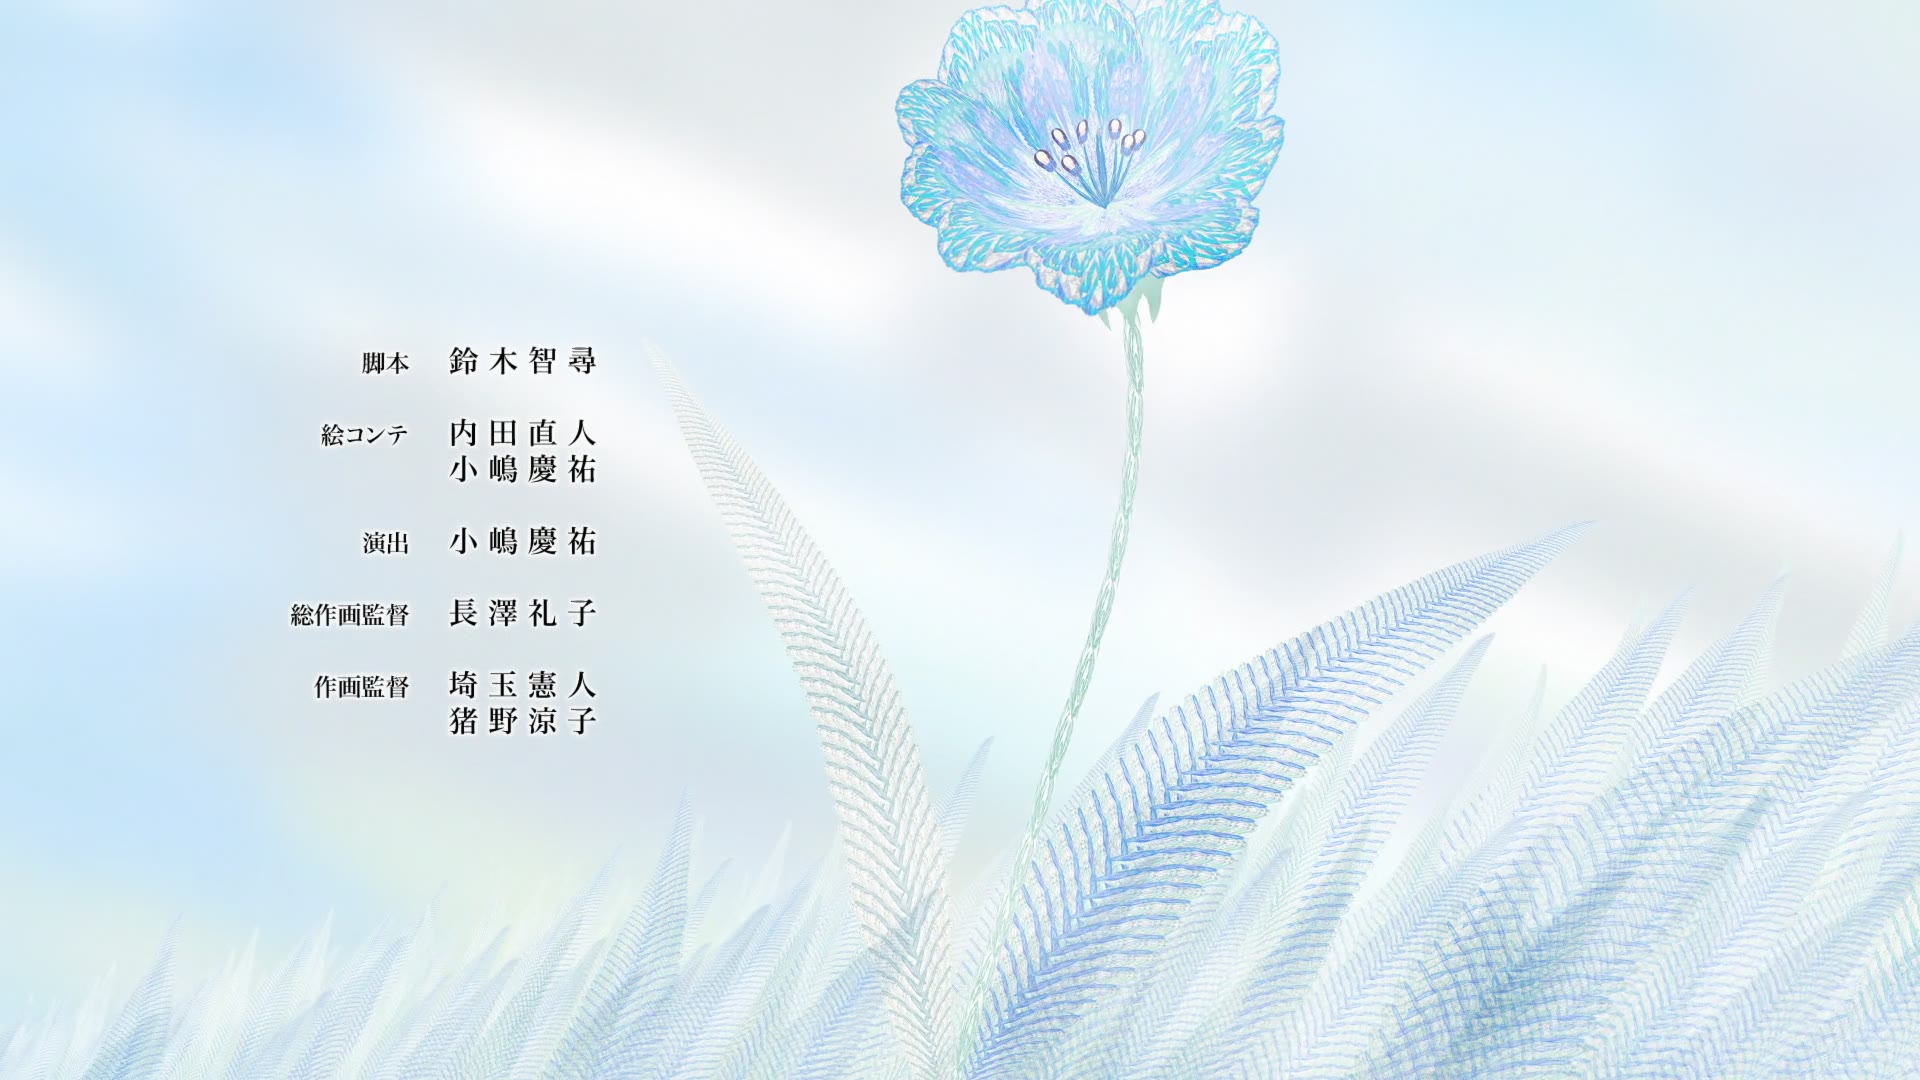 脚本 鈴木智尋
絵コンテ 内田直人
小嶋慶祐
演出 小嶋慶祐
総作画監督 長澤礼子
作画監督 埼玉憲人
猪野涼子